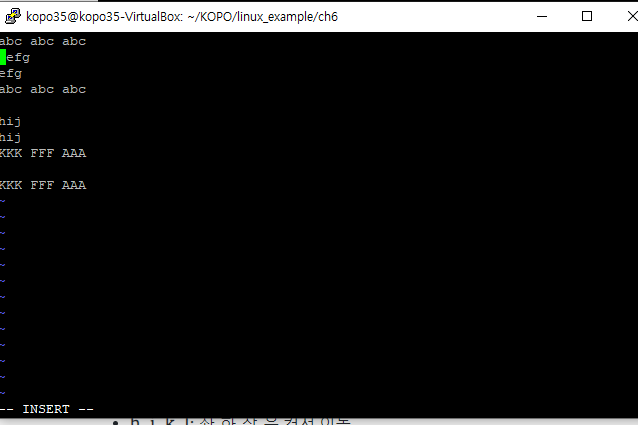 kopo35@kopo35-VirtualBox: ~/KOPO/linux_example/ch6
abc abc abc
efg
efg
abc abc abc
hij
hij
KKK FFF AAA
KKK FFF AAA
~
~
~
~
~
~
~
~
~
~
~
~
~
-- INSERT --